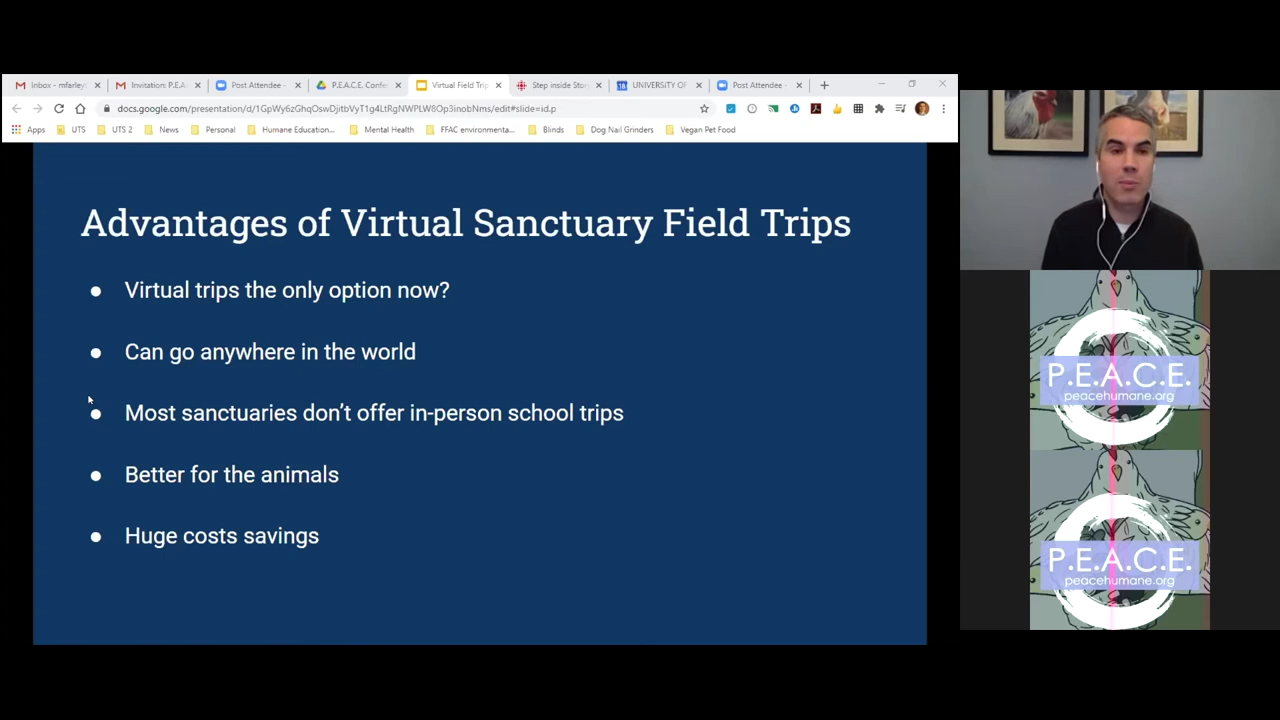 Inbox - mfarley
Invitation: P.E.A
Post Attendee -
P.E.A.C.E. Confe
Virtual Field Trip
Step inside Stor
18
UNIVERSITY OF
Post Attendee -
docs.google.com/presentation/d/1GpWy6zGhqOswDjitbVyT1g4LtRgNWPLW8Op3inobNms/edit#slide=id.p
Apps
UTS
UTS 2
News
Personal
Humane Education...
Mental Health
FFAC environmenta...
Blinds
Dog Nail Grinders
Vegan Pet Food
Advantages of Virtual Sanctuary Field Trips
● Virtual trips the only option now?
● Can go anywhere in the world
● Most sanctuaries don’t offer in-person school trips
● Better for the animals
● Huge costs savings
P.E.A.C.E.
peacehumane.org
P.E.A.C.E.
peacehumane.org